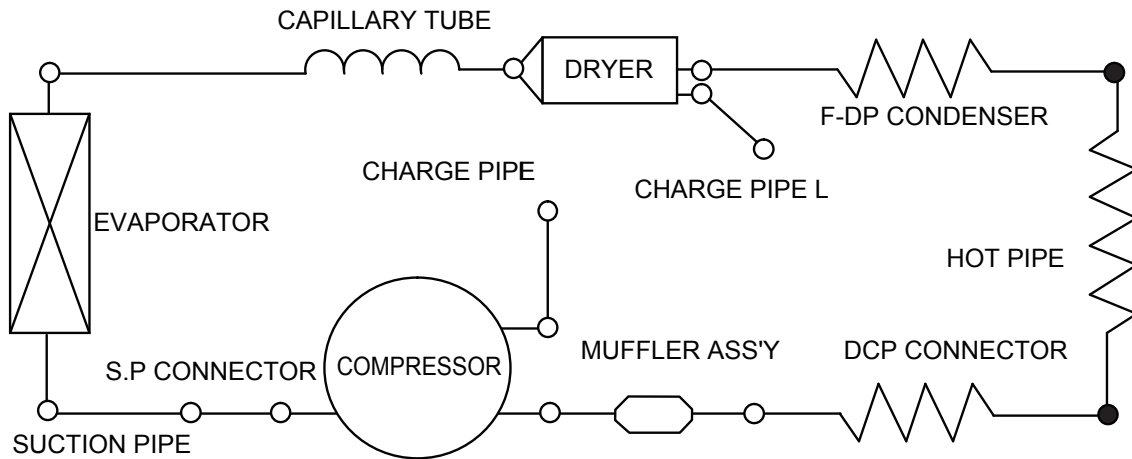 CAPILLARY TUBE
DRYER
F-DP CONDENSER
CHARGE PIPE
CHARGE PIPE L
EVAPORATOR
HOT PIPE
S.P CONNECTOR
COMPRESSOR
MUFFLER ASS'Y
DCP CONNECTOR
SUCTION PIPE